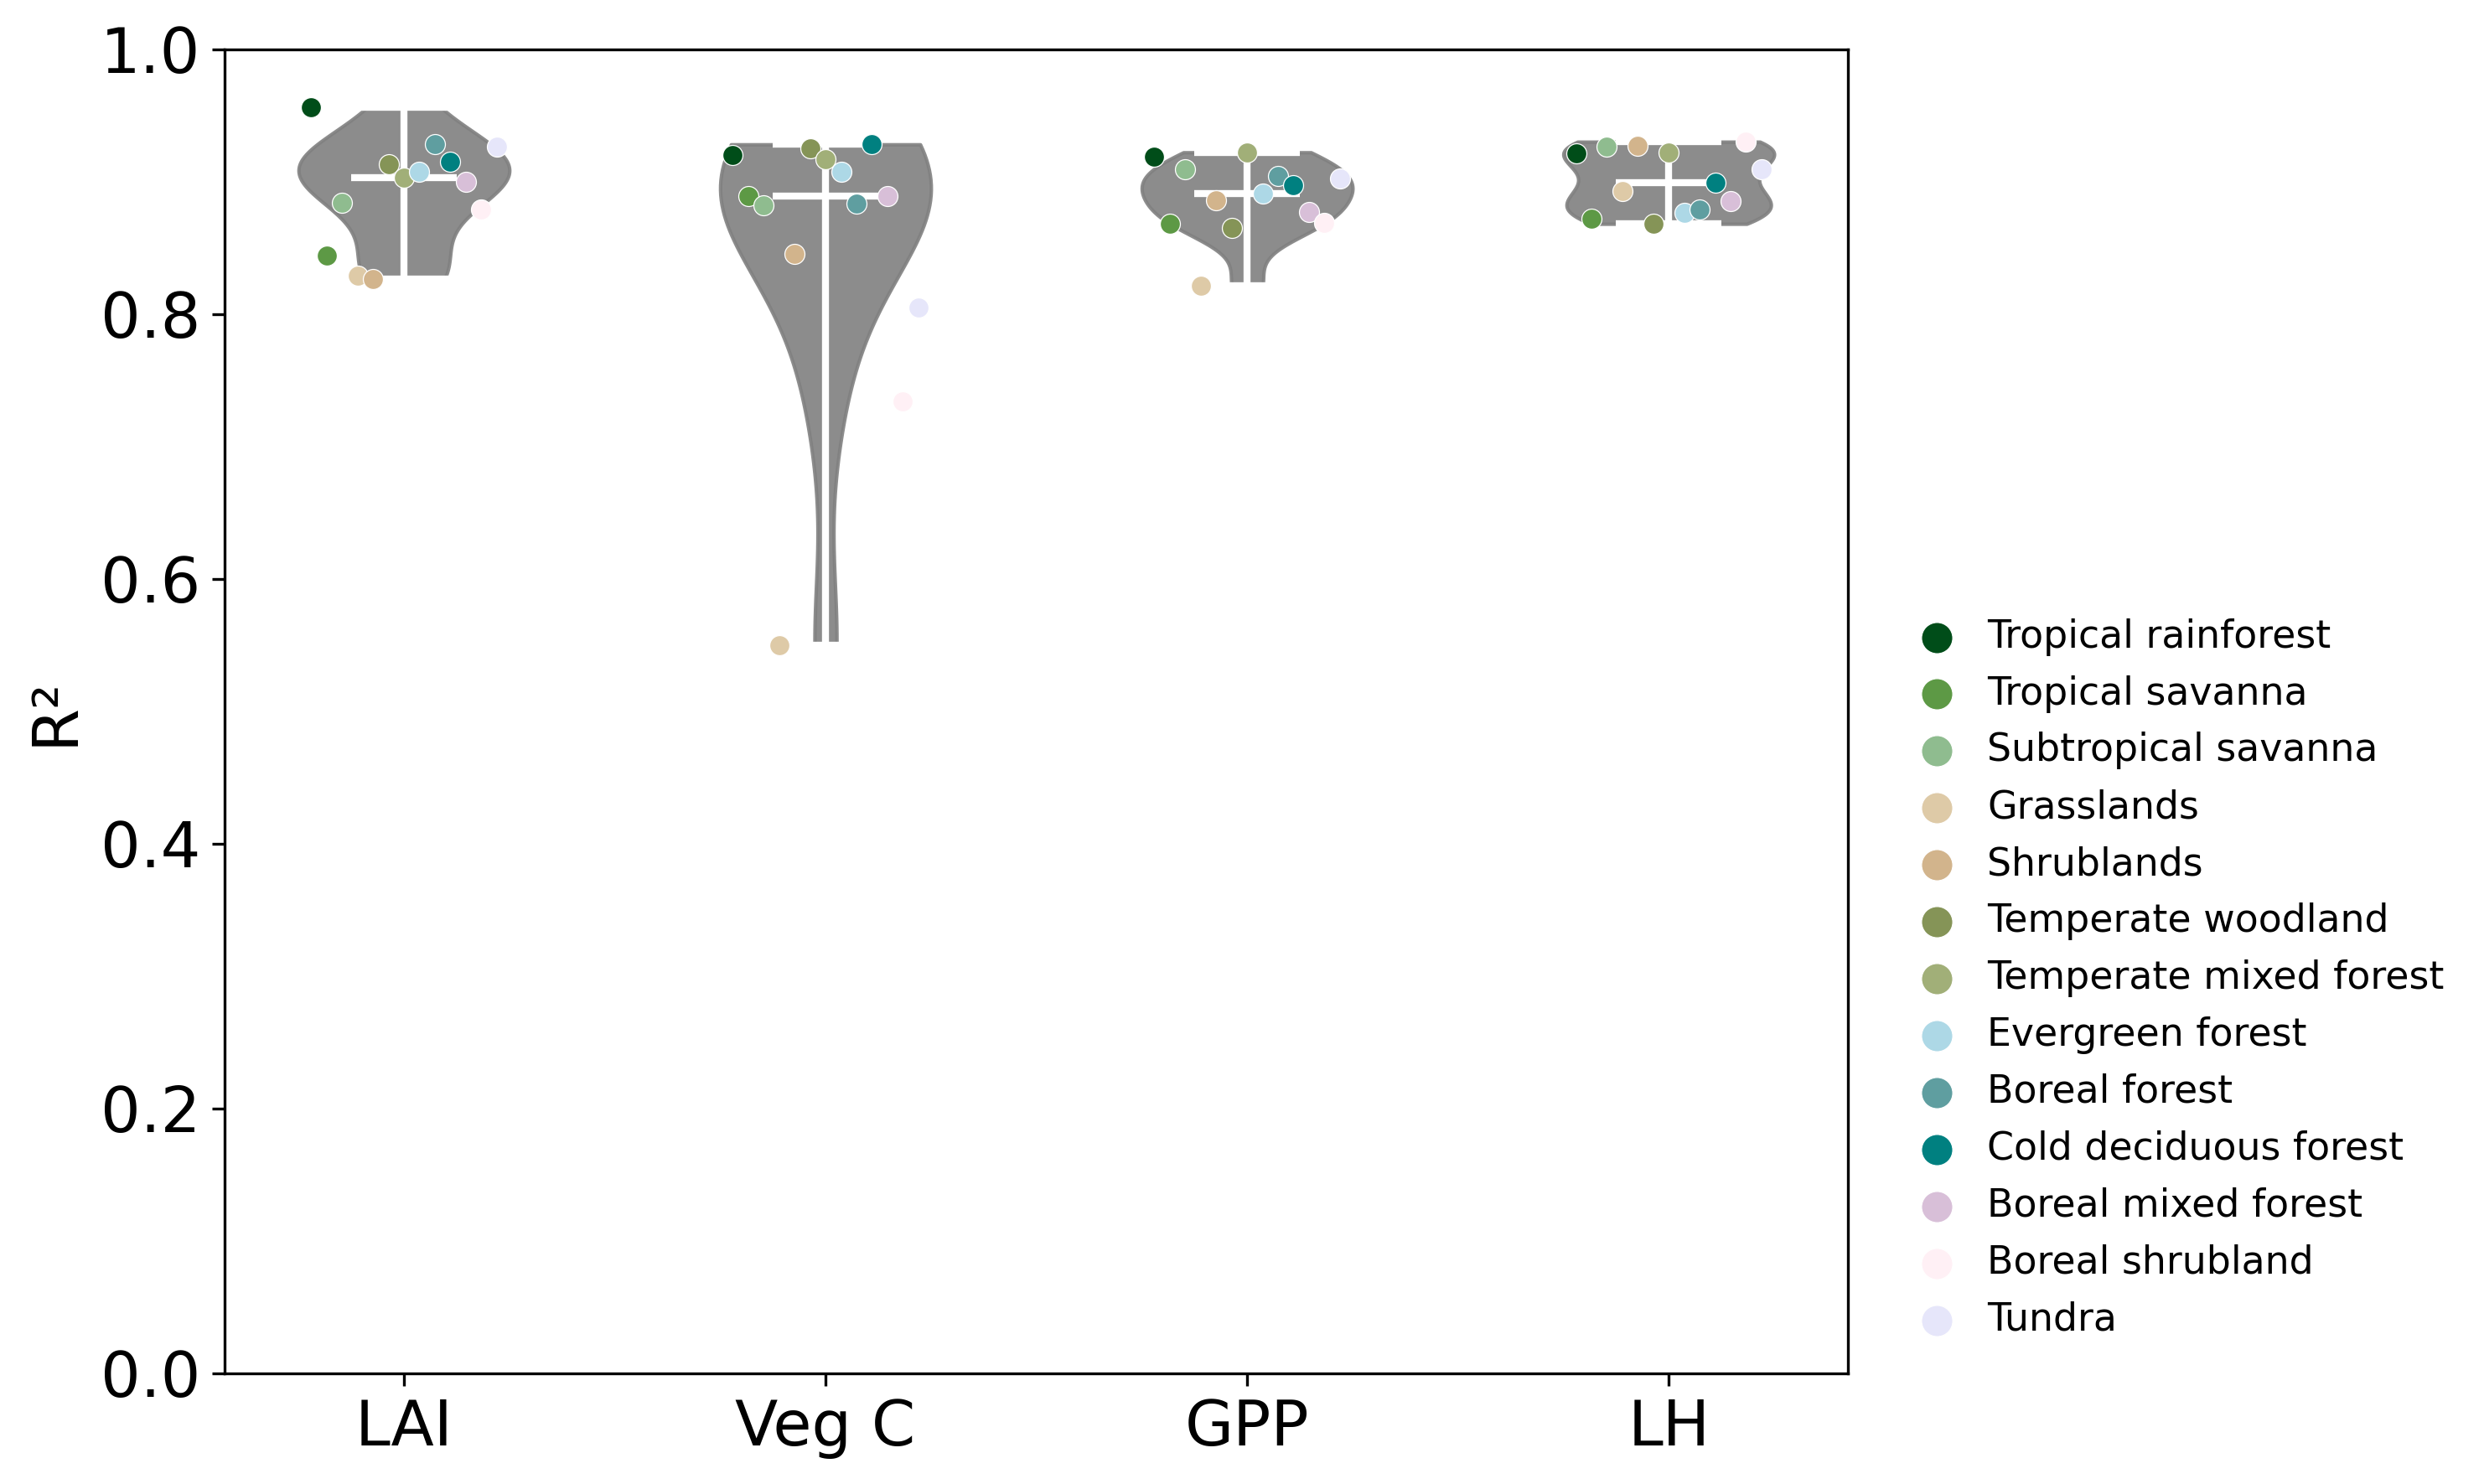 1.0
0.8
0.6
0.4
0.2
0.0
R²
LAI
Veg C
GPP
LH
Tropical rainforest
Tropical savanna
Subtropical savanna
Grasslands
Shrublands
Temperate woodland
Temperate mixed forest
Evergreen forest
Boreal forest
Cold deciduous forest
Boreal mixed forest
Boreal shrubland
Tundra